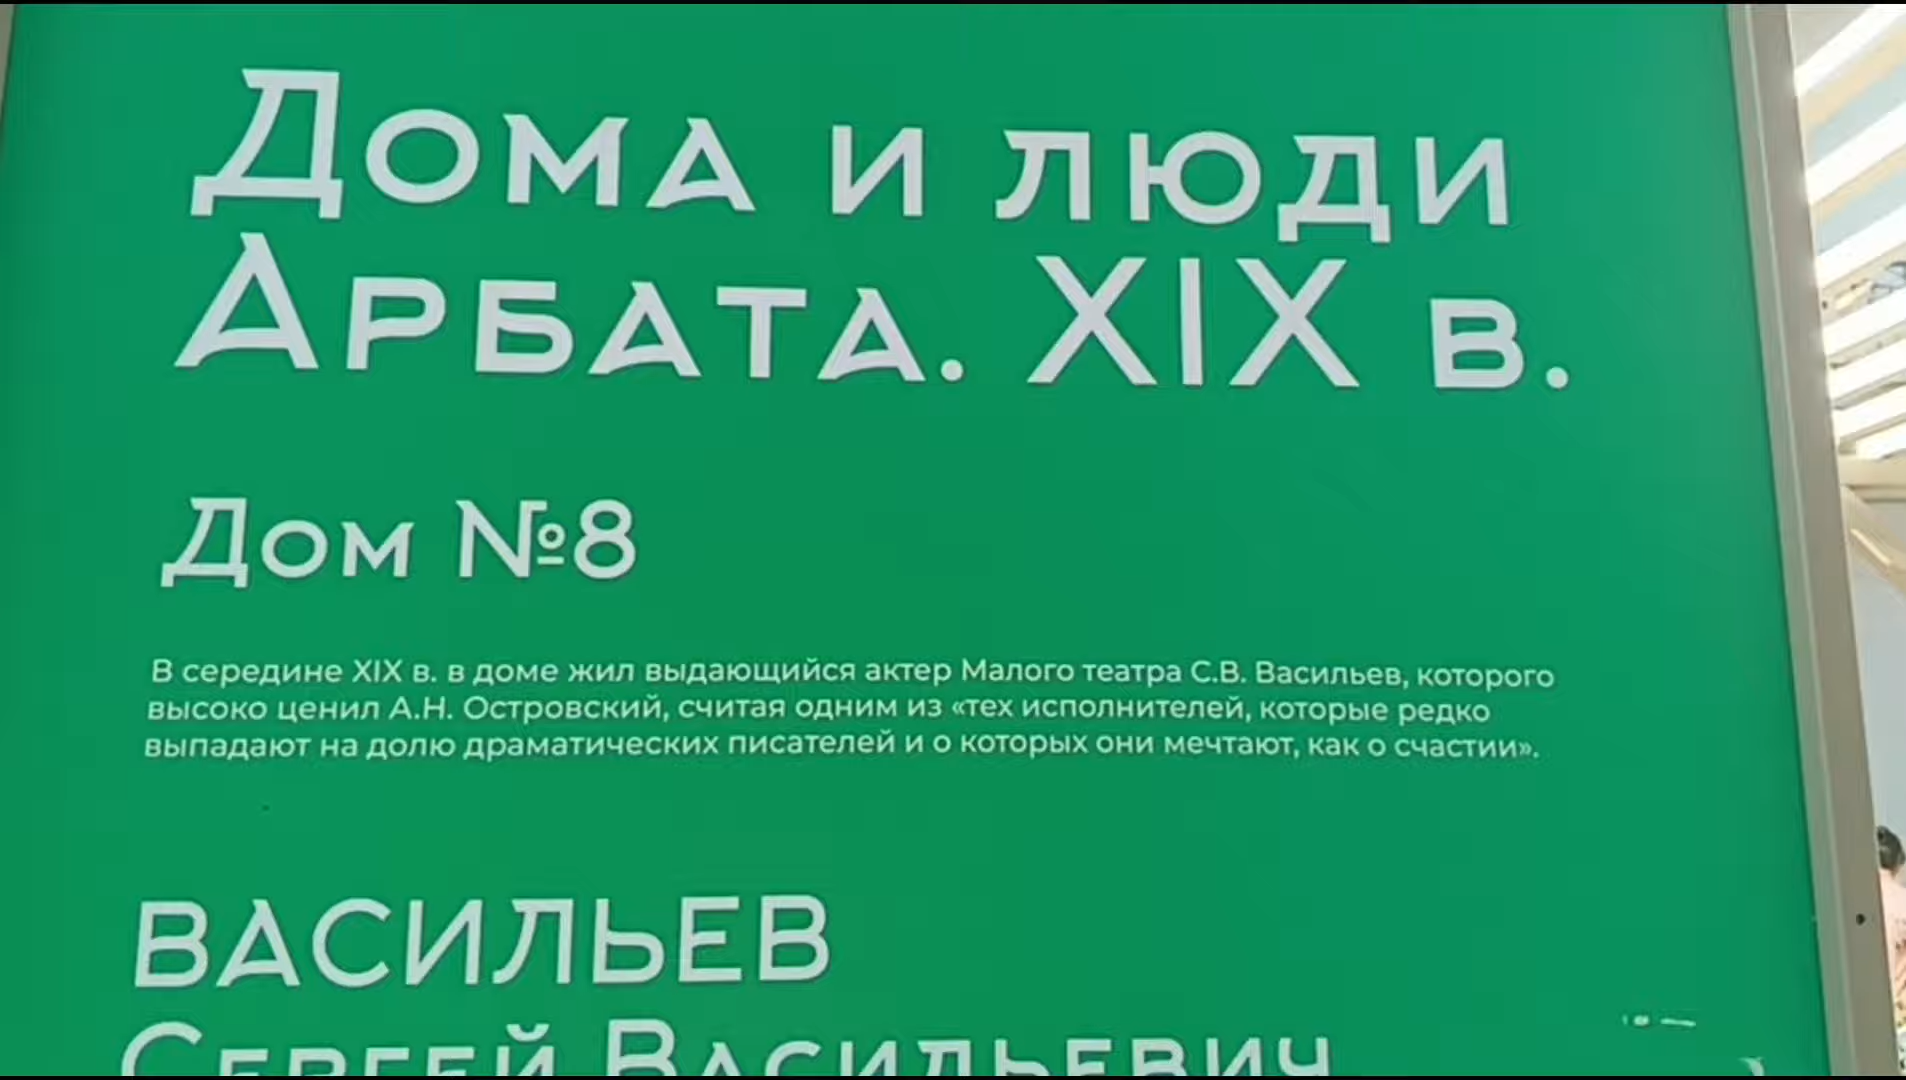 Дома и люди
Арбата. XIX в.
Дом №8
В середине XIX в. в доме жил выдающийся актер Малого театра С.В. Васильев, которого
высоко ценил А.Н. Островский, считая одним из «тех исполнителей, которые редко
выпадают на долю драматических писателей и о которых они мечтают, как о счастии».
ВАСИЛЬЕВ
Сергей Васильевич